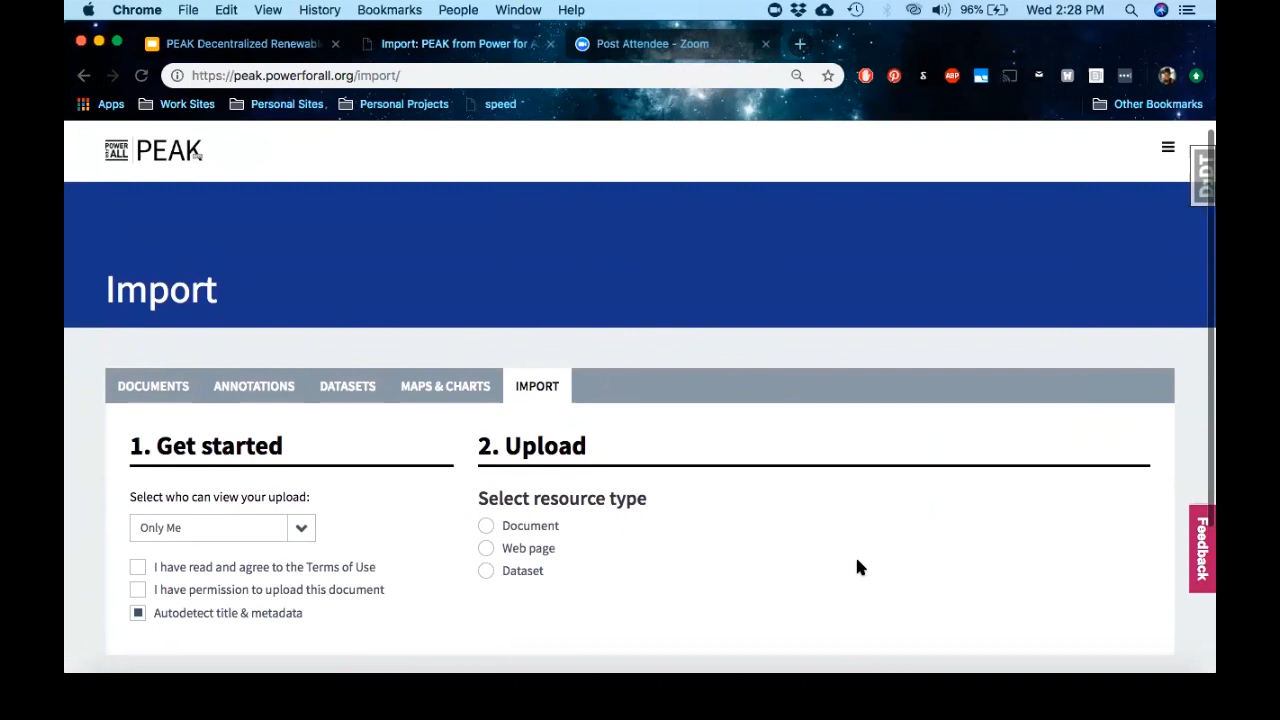 Chrome File Edit View History Bookmarks People Window Help 96% Wed 2:28 PM
PEAK Decentralized Renewab Import: PEAK from Power for A Post Attendee - Zoom
https://peak.powerforall.org/import/ ABP
Apps Work Sites Personal Sites Personal Projects speed Other Bookmarks
POWER FOR ALL PEAK
DJDT
Import
DOCUMENTS ANNOTATIONS DATASETS MAPS & CHARTS IMPORT
1. Get started
2. Upload
Select who can view your upload:
Only Me
I have read and agree to the Terms of Use
I have permission to upload this document
Autodetect title & metadata
Select resource type
Document
Web page
Dataset
Feedback